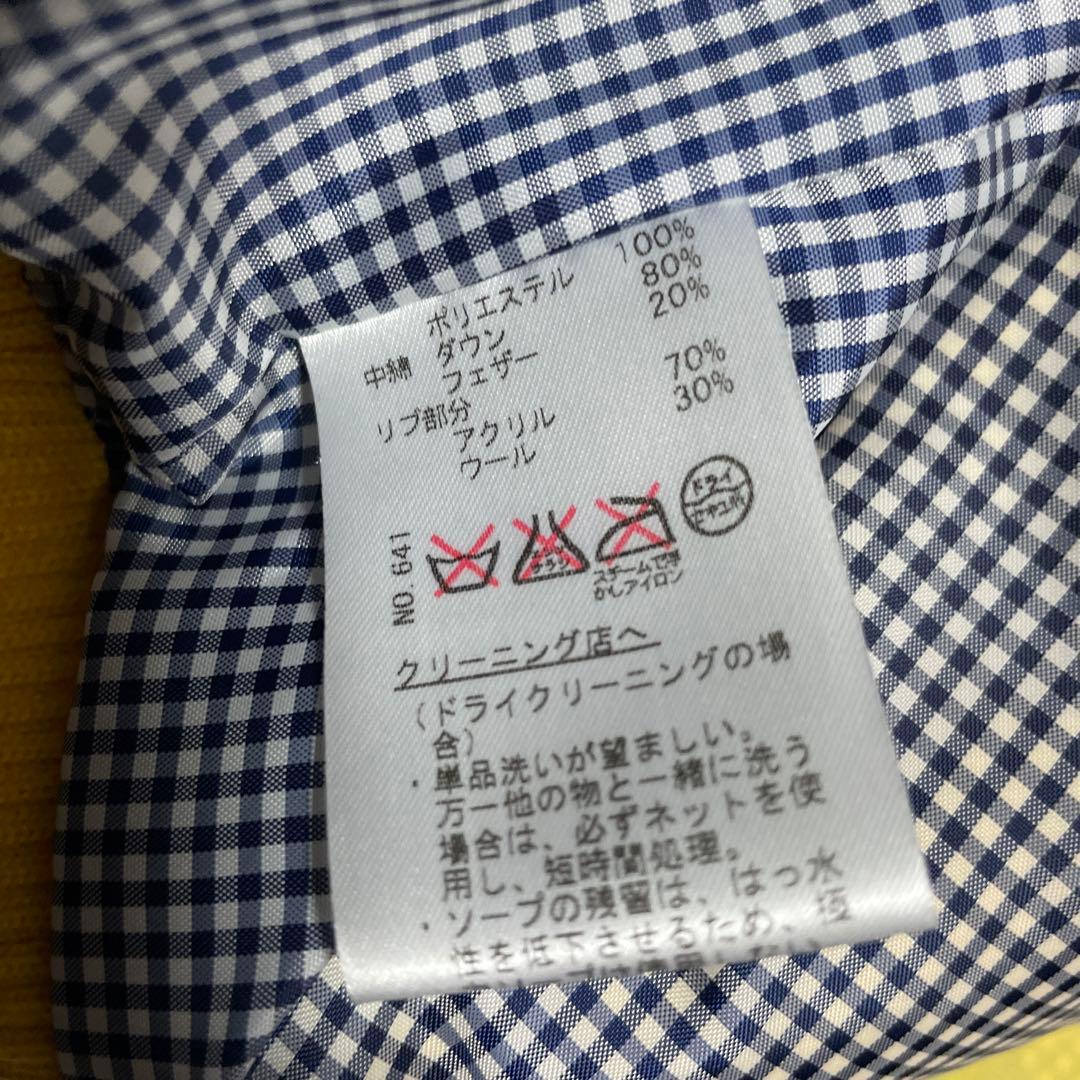 ポリエステル 100%
中綿 ダウン 80%
フェザー 20%
リブ部分
アクリル 70%
ウール 30%
NO.641
ドライ
セキユ系
エンソ
サラシ
スチームで浮
かしアイロン
クリーニング店へ
(ドライクリーニングの場
合)
・単品洗いが望ましい。
万一他の物と一緒に洗う
場合は、必ずネットを使
用し、短時間処理。
・ソープの残留は、はっ水
性を低下させるため、極